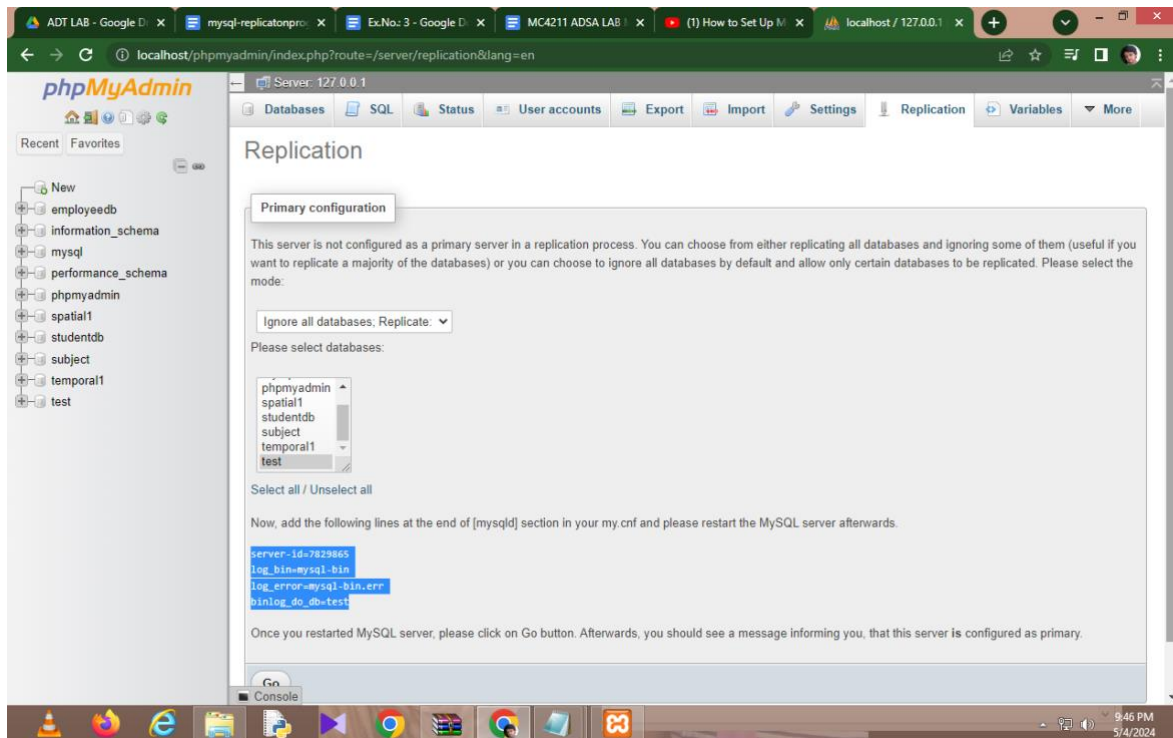 ADT LAB - Google D
mysql-replicatonpro
Ex.No.: 3 - Google D
MC4211 ADSA LAB
(1) How to Set Up M
localhost / 127.0.0.1
localhost/phpmyadmin/index.php?route=/server/replication&lang=en
phpMyAdmin
Recent Favorites
New
employeedb
information_schema
mysql
performance_schema
phpmyadmin
spatial1
studentdb
subject
temporal1
test
Server: 127.0.0.1
Databases SQL Status User accounts Export Import Settings Replication Variables More
Replication
Primary configuration
This server is not configured as a primary server in a replication process. You can choose from either replicating all databases and ignoring some of them (useful if you
want to replicate a majority of the databases) or you can choose to ignore all databases by default and allow only certain databases to be replicated. Please select the
mode:
Ignore all databases; Replicate:
Please select databases:
phpmyadmin
spatial1
studentdb
subject
temporal1
test
Select all / Unselect all
Now, add the following lines at the end of [mysqld] section in your my.cnf and please restart the MySQL server afterwards.
server-id=7829865
log_bin=mysql-bin
log_error=mysql-bin.err
binlog_do_db=test
Once you restarted MySQL server, please click on Go button. Afterwards, you should see a message informing you, that this server is configured as primary.
Go
Console
9:46 PM
5/4/2024